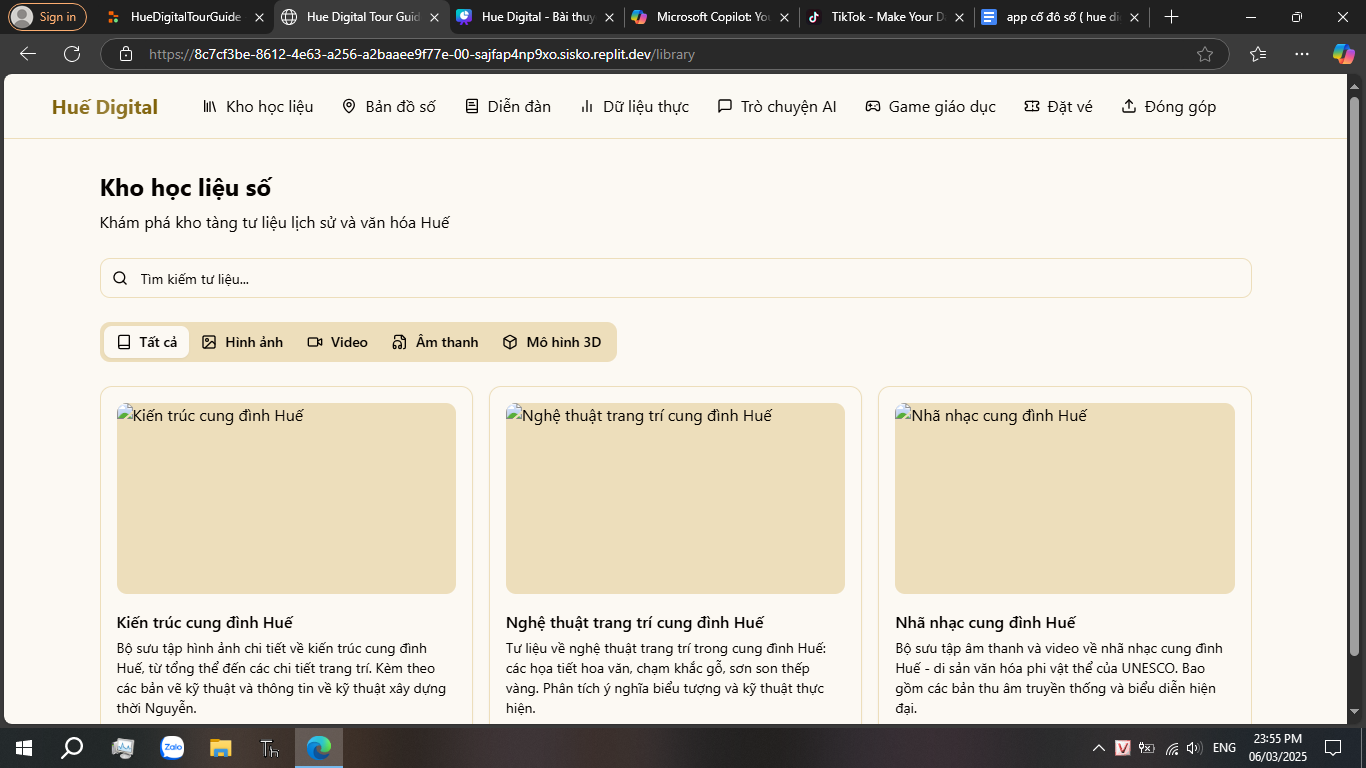 Sign in
HueDigitalTourGuide
Hue Digital Tour Guid
Hue Digital - Bài thuy
Microsoft Copilot: You
TikTok - Make Your Da
app cố đô số ( hue di
https://8c7cf3be-8612-4e63-a256-a2baaee9f77e-00-sajfap4np9xo.sisko.replit.dev/library
Huế Digital
Kho học liệu
Bản đồ số
Diễn đàn
Dữ liệu thực
Trò chuyện AI
Game giáo dục
Đặt vé
Đóng góp
Kho học liệu số
Khám phá kho tàng tư liệu lịch sử và văn hóa Huế
Tìm kiếm tư liệu...
Tất cả
Hình ảnh
Video
Âm thanh
Mô hình 3D
Kiến trúc cung đình Huế
Kiến trúc cung đình Huế
Bộ sưu tập hình ảnh chi tiết về kiến trúc cung đình
Huế, từ tổng thể đến các chi tiết trang trí. Kèm theo
các bản vẽ kỹ thuật và thông tin về kỹ thuật xây dựng
thời Nguyễn.
Nghệ thuật trang trí cung đình Huế
Nghệ thuật trang trí cung đình Huế
Tư liệu về nghệ thuật trang trí trong cung đình Huế:
các họa tiết hoa văn, chạm khắc gỗ, sơn son thếp
vàng. Phân tích ý nghĩa biểu tượng và kỹ thuật thực
hiện.
Nhã nhạc cung đình Huế
Nhã nhạc cung đình Huế
Bộ sưu tập âm thanh và video về nhã nhạc cung đình
Huế - di sản văn hóa phi vật thể của UNESCO. Bao
gồm các bản thu âm truyền thống và biểu diễn hiện
đại.
Zalo
Th
V
ENG
23:55 PM
06/03/2025